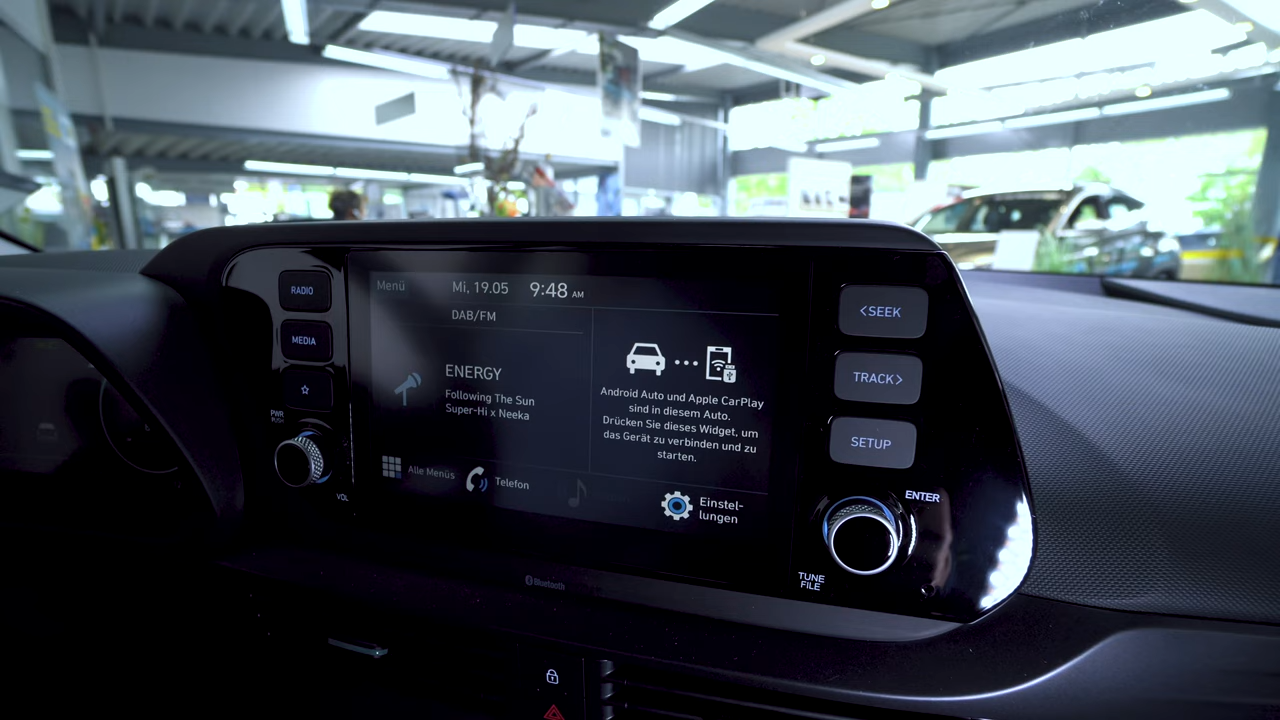 RADIO
MEDIA
PWR
PUSH
VOL
Menü
Mi, 19.05
9:48 AM
DAB/FM
ENERGY
Following The Sun
Super-Hi x Neeka
Android Auto und Apple CarPlay
sind in diesem Auto.
Drücken Sie dieses Widget, um
das Gerät zu verbinden und zu
starten.
Alle Menüs
Telefon
Einstel-
lungen
<SEEK
TRACK>
SETUP
ENTER
TUNE
FILE
Bluetooth